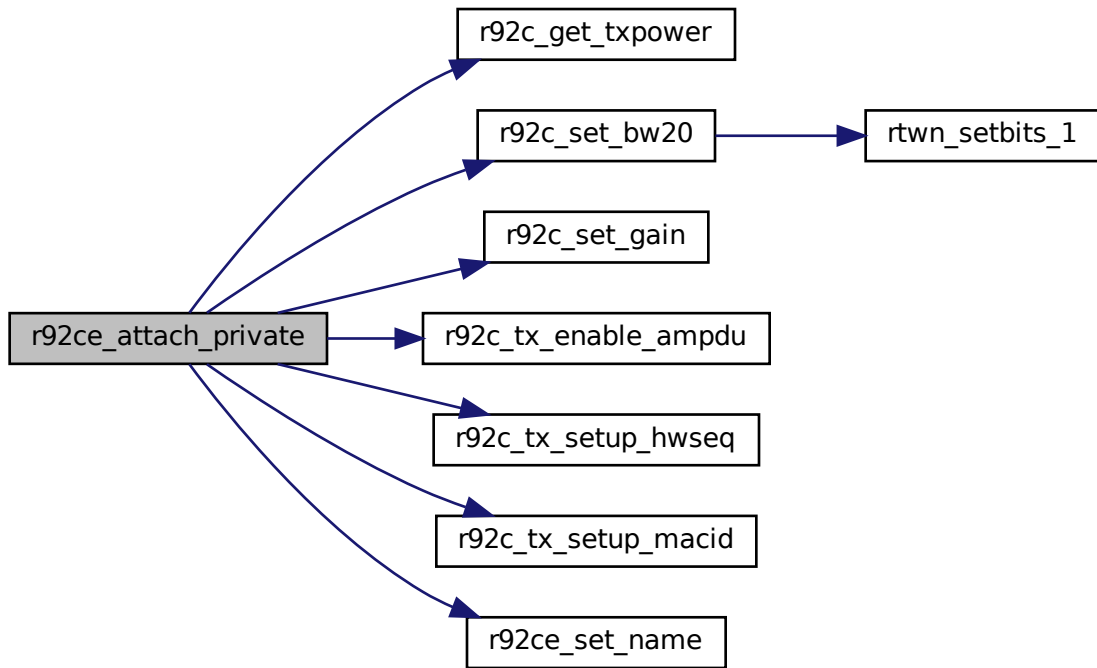 r92c_get_txpower
r92c_set_bw20
rtwn_setbits_1
r92c_set_gain
r92ce_attach_private
r92c_tx_enable_ampdu
r92c_tx_setup_hwseq
r92c_tx_setup_macid
r92ce_set_name